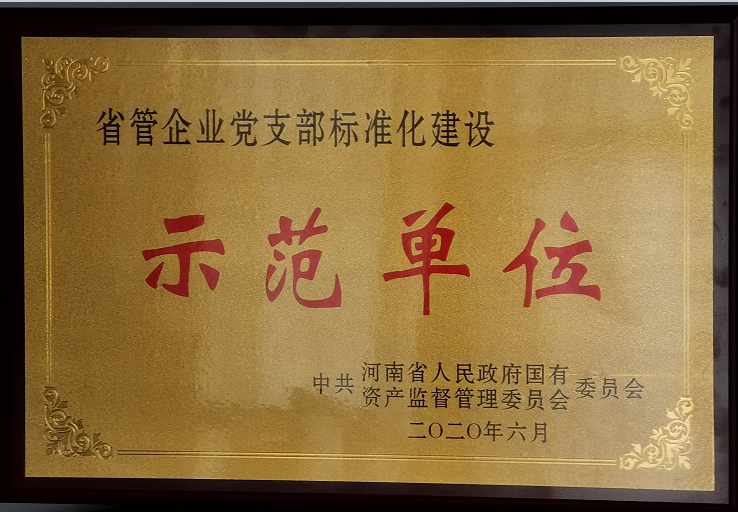 省管企业党支部标准化建设
示范单位
中共河南省人民政府国有资产监督管理委员会委员会
二〇二〇年六月